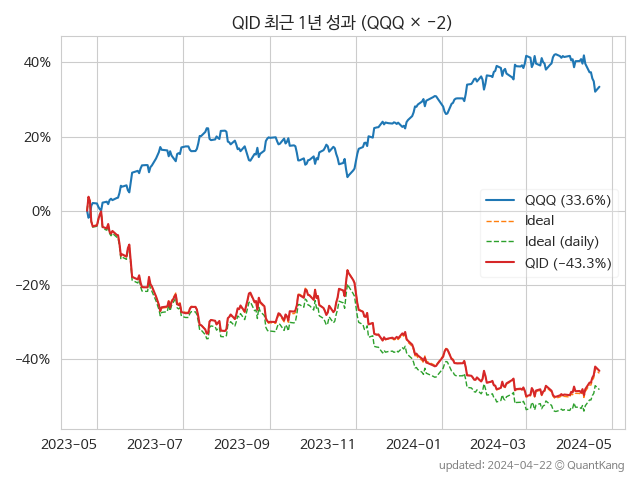 QID 최근 1년 성과 (QQQ × −2)
40%
20%
0%
−20%
−40%
QQQ (33.6%)
Ideal
Ideal (daily)
QID (−43.3%)
2023-05 2023-07 2023-09 2023-11 2024-01 2024-03 2024-05
updated: 2024-04-22 © QuantKang